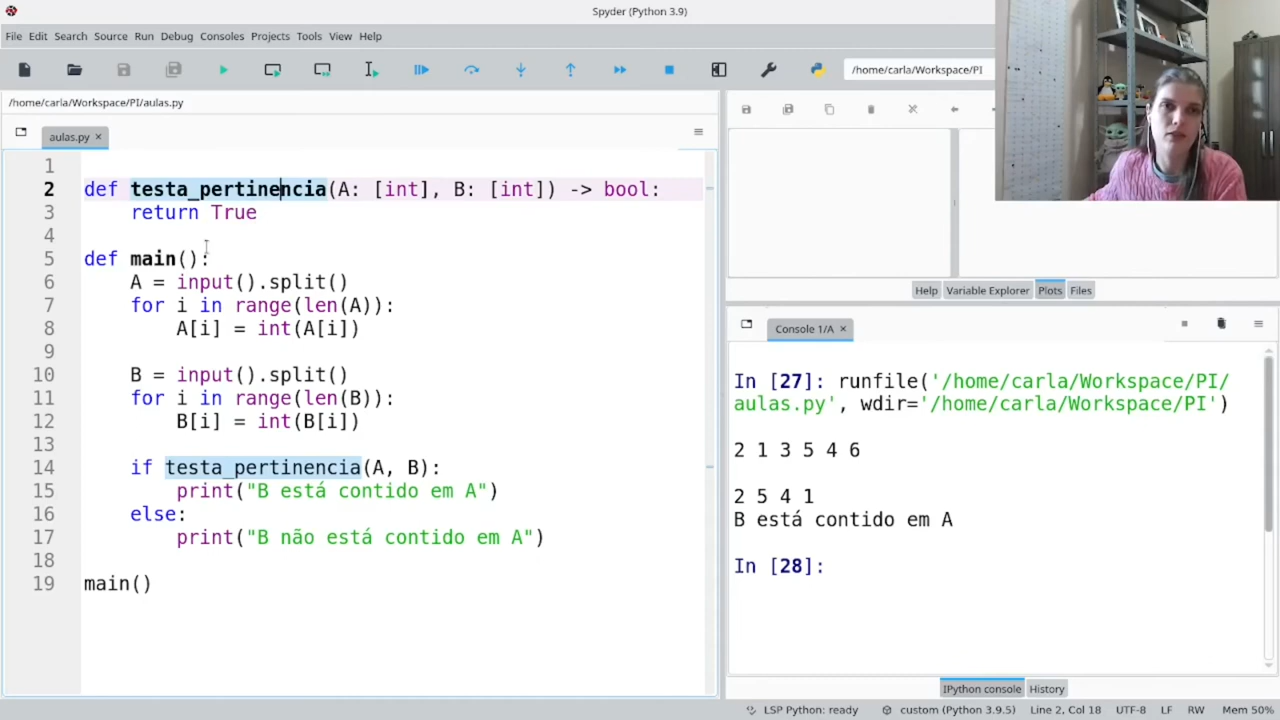 Spyder (Python 3.9)
File Edit Search Source Run Debug Consoles Projects Tools View Help
/home/carla/Workspace/PI
/home/carla/Workspace/PI/aulas.py
aulas.py
1
2 def testa_pertinencia(A: [int], B: [int]) -> bool:
3 return True
4
5 def main():
6 A = input().split()
7 for i in range(len(A)):
8 A[i] = int(A[i])
9
10 B = input().split()
11 for i in range(len(B)):
12 B[i] = int(B[i])
13
14 if testa_pertinencia(A, B):
15 print("B está contido em A")
16 else:
17 print("B não está contido em A")
18
19 main()
Help Variable Explorer Plots Files
Console 1/A
In [27]: runfile('/home/carla/Workspace/PI/
aulas.py', wdir='/home/carla/Workspace/PI')
2 1 3 5 4 6
2 5 4 1
B está contido em A
In [28]:
IPython console History
LSP Python: ready custom (Python 3.9.5) Line 2, Col 18 UTF-8 LF RW Mem 50%